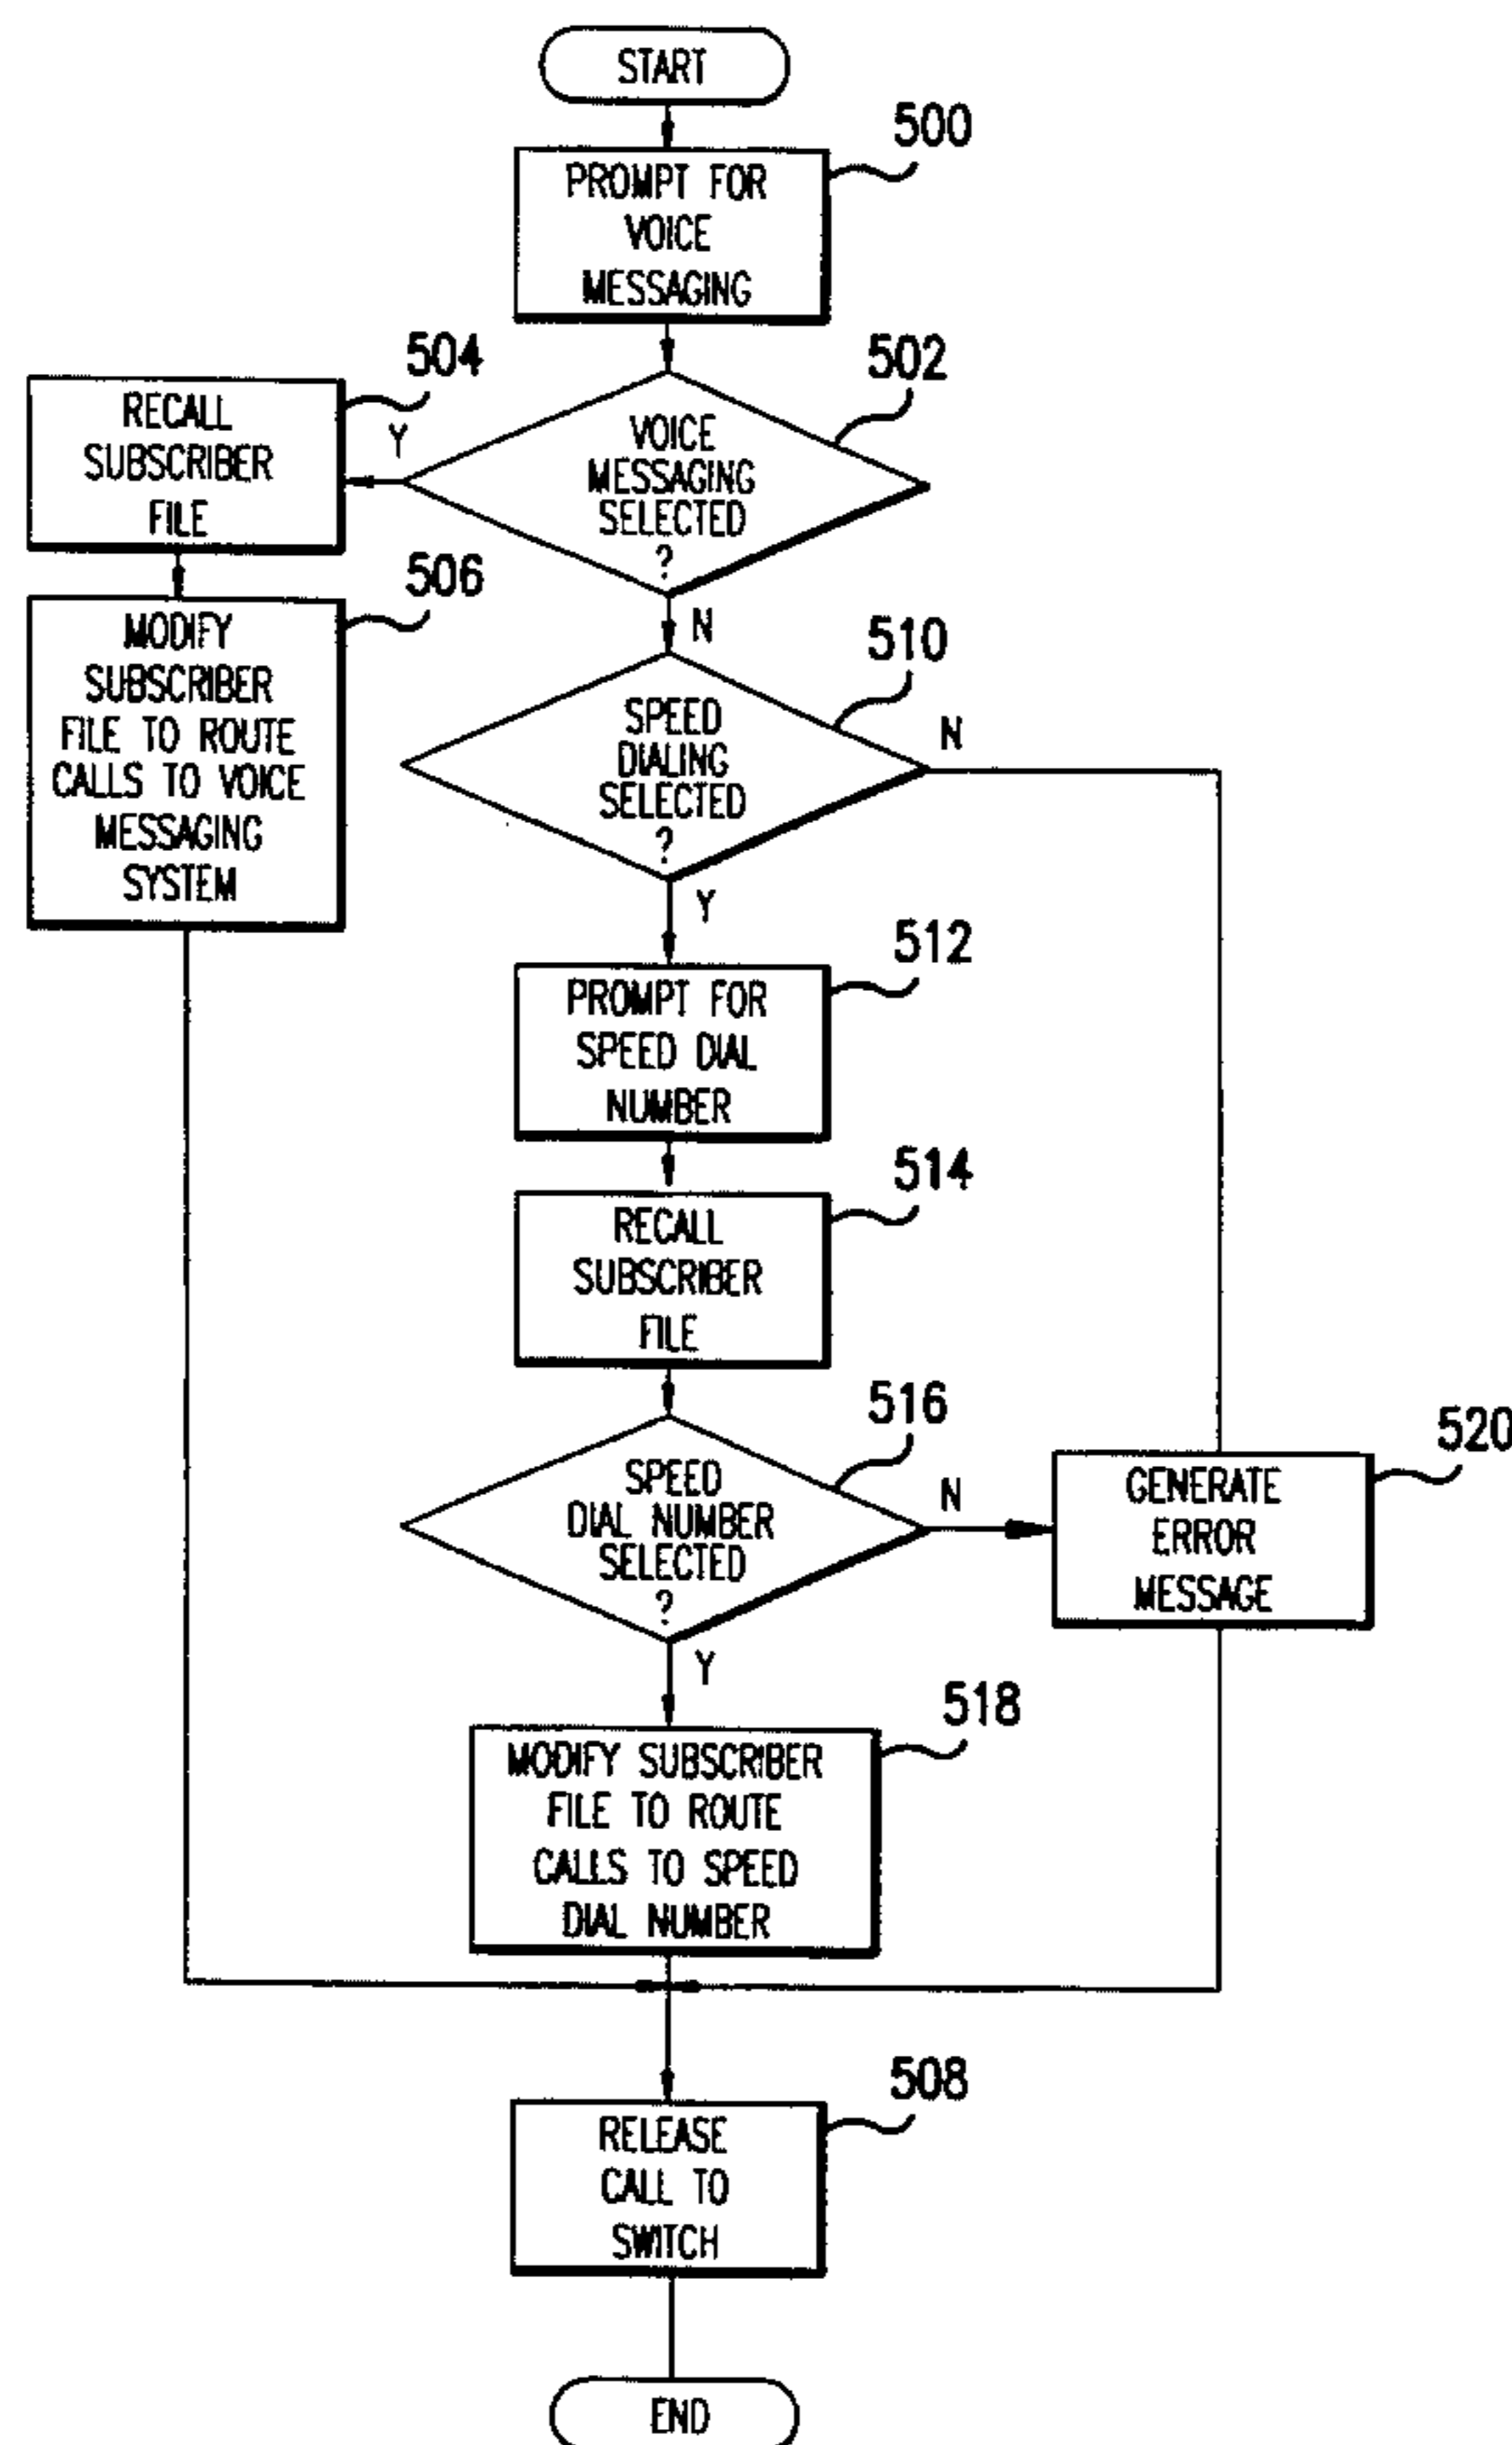 START
500
PROMPT FOR
VOICE
MESSAGING
502
VOICE
MESSAGING
SELECTED
?
Y
N
504
RECALL
SUBSCRIBER
FILE
506
MODIFY
SUBSCRIBER
FILE TO ROUTE
CALLS TO VOICE
MESSAGING
SYSTEM
510
SPEED
DIALING
SELECTED
?
N
Y
512
PROMPT FOR
SPEED DIAL
NUMBER
514
RECALL
SUBSCRIBER
FILE
516
SPEED
DIAL NUMBER
SELECTED
?
N
Y
520
GENERATE
ERROR
MESSAGE
518
MODIFY SUBSCRIBER
FILE TO ROUTE
CALLS TO SPEED
DIAL NUMBER
508
RELEASE
CALL TO
SWITCH
END